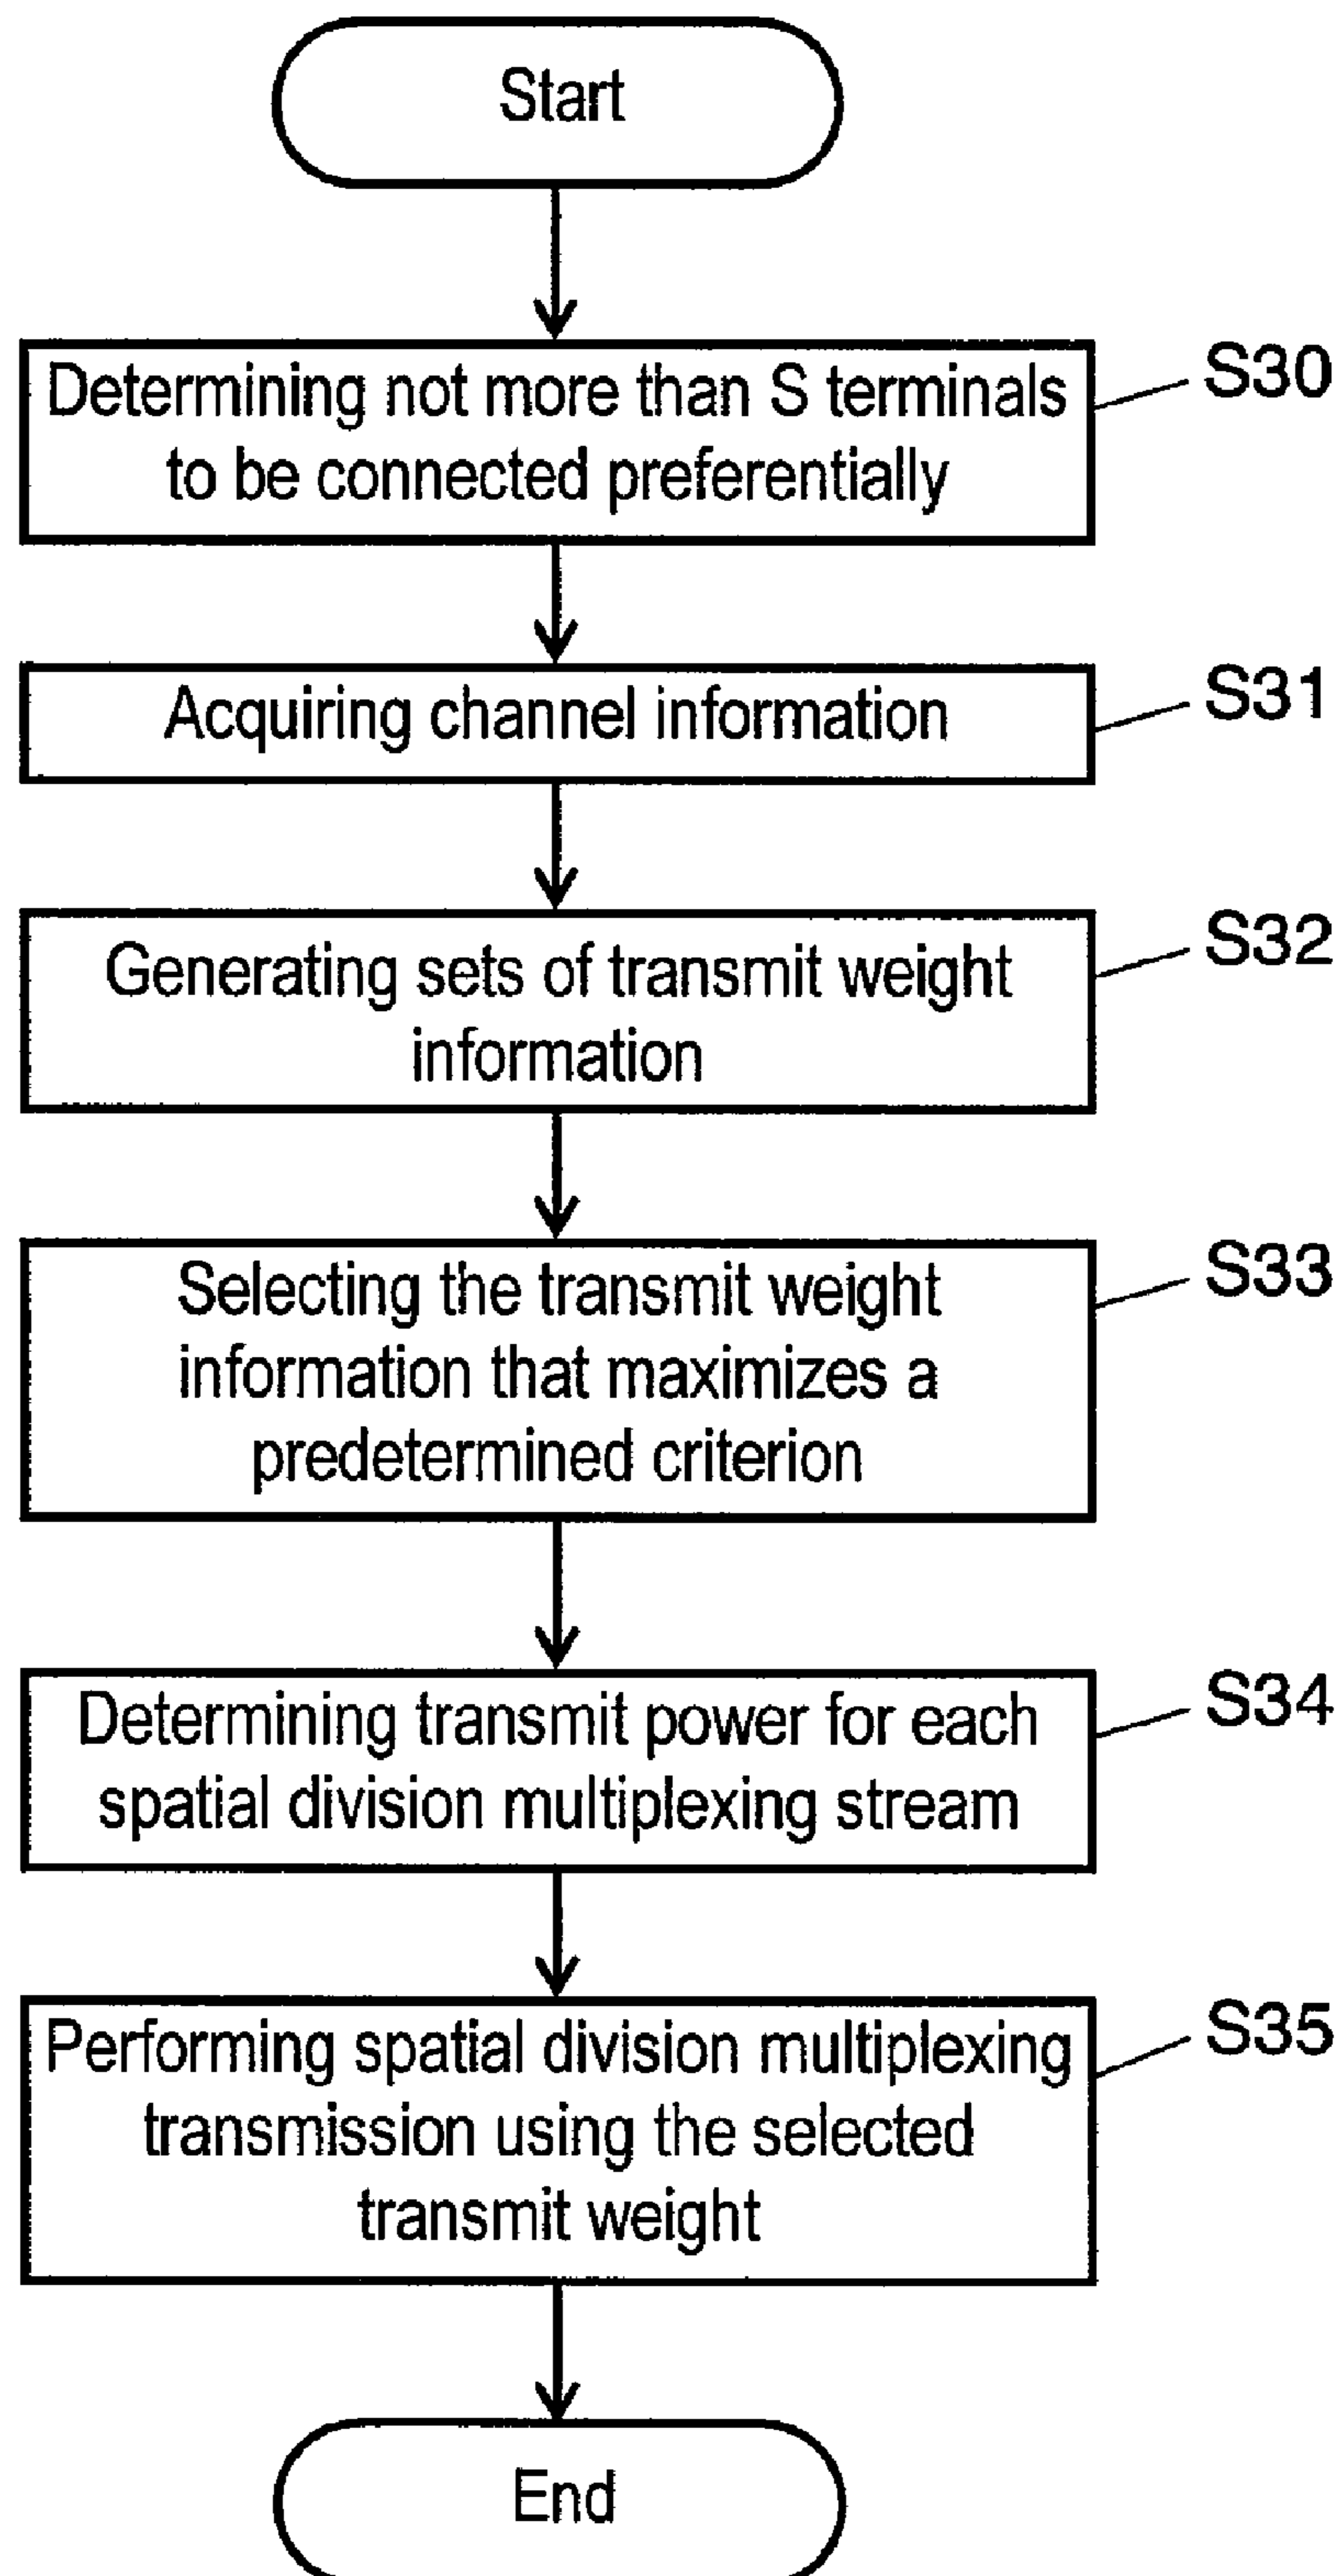 Start
Determining not more than S terminals
to be connected preferentially
S30
Acquiring channel information
S31
Generating sets of transmit weight
information
S32
Selecting the transmit weight
information that maximizes a
predetermined criterion
S33
Determining transmit power for each
spatial division multiplexing stream
S34
Performing spatial division multiplexing
transmission using the selected
transmit weight
S35
End